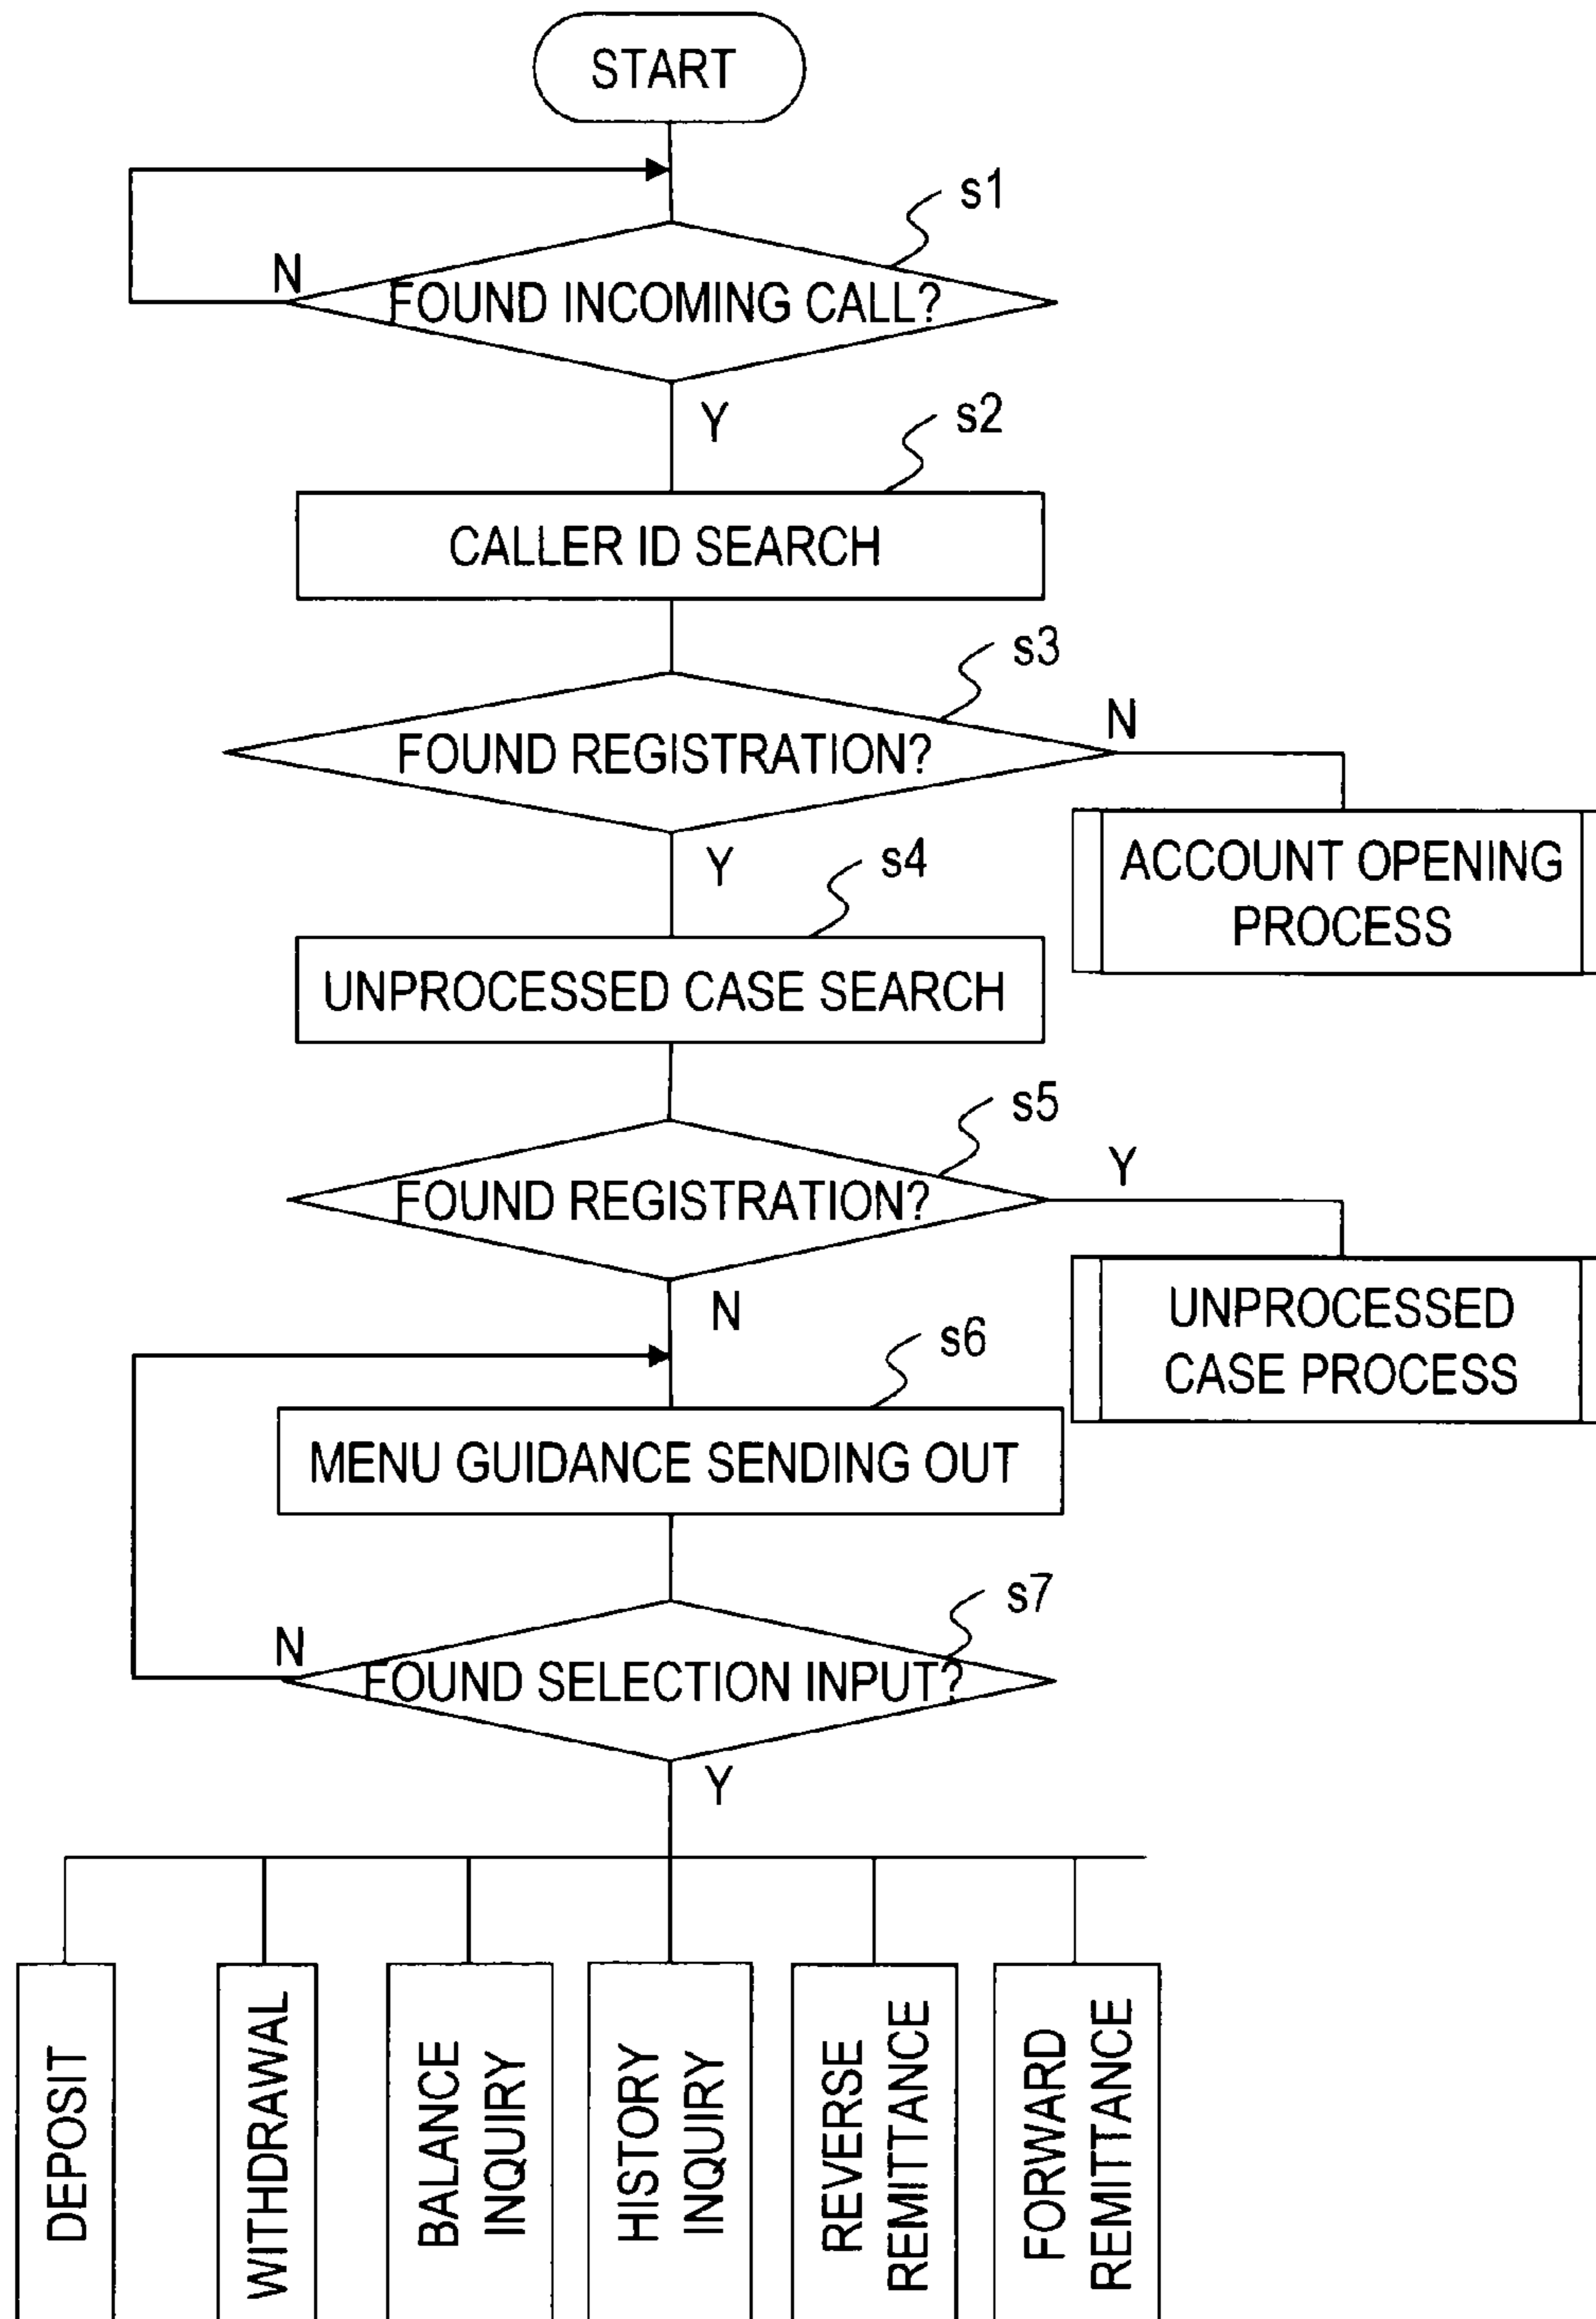 START
s1
N
FOUND INCOMING CALL?
Y
s2
CALLER ID SEARCH
s3
N
FOUND REGISTRATION?
Y
ACCOUNT OPENING
PROCESS
s4
UNPROCESSED CASE SEARCH
s5
Y
FOUND REGISTRATION?
N
UNPROCESSED
CASE PROCESS
s6
MENU GUIDANCE SENDING OUT
s7
N
FOUND SELECTION INPUT?
Y
DEPOSIT
WITHDRAWAL
BALANCE
INQUIRY
HISTORY
INQUIRY
REVERSE
REMITTANCE
FORWARD
REMITTANCE